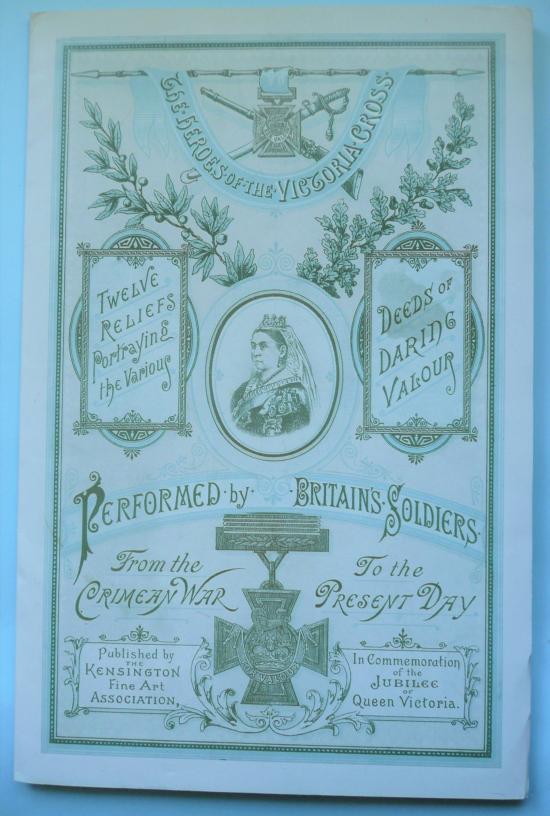 THE·HEROES·OF·THE·VICTORIA·CROSS·
TWELVE
RELIEFS
Portraying
the Various
DEEDS OF
DARING
VALOUR
PERFORMED·by· ·BRITAIN'S·SOLDIERS·
From the
CRIMEAN WAR
To the
PRESENT DAY
FOR VALOUR
Published by
THE
KENSINGTON
Fine Art
ASSOCIATION,
In Commemoration
of the
JUBILEE
OF
Queen Victoria.